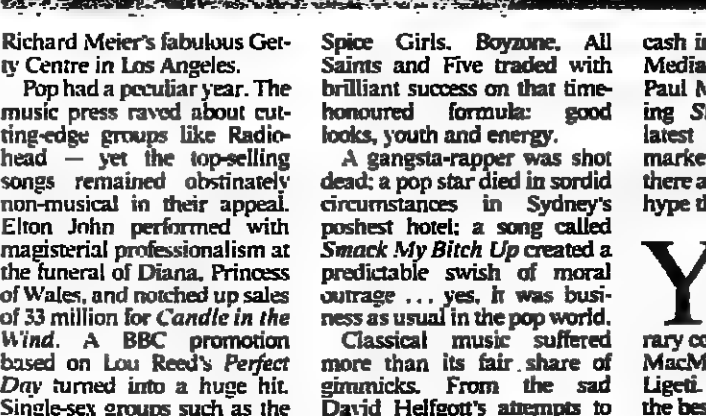 Richard Meier's fabulous Get-
ty Centre in Los Angeles.
Pop had a peculiar year. The
music press raved about cut-
ting-edge groups like Radio-
head — yet the top-selling
songs remained obstinately
non-musical in their appeal.
Elton John performed with
magisterial professionalism at
the funeral of Diana, Princess
of Wales, and notched up sales
of 33 million for Candle in the
Wind. A BBC promotion
based on Lou Reed's Perfect
Day turned into a huge hit.
Single-sex groups such as the
Spice Girls, Boyzone, All
Saints and Five traded with
brilliant success on that time-
honoured formula: good
looks, youth and energy.
A gangsta-rapper was shot
dead; a pop star died in sordid
circumstances in Sydney's
poshest hotel; a song called
Smack My Bitch Up created a
predictable swish of moral
outrage ... yes, it was busi-
ness as usual in the pop world.
Classical music suffered
more than its fair share of
gimmicks. From the sad
David Helfgott's attempts to
cash i
Media
Paul
ing S
latest
marke
there a
hype th
Y
rary co
MacM
Ligeti.
the bes